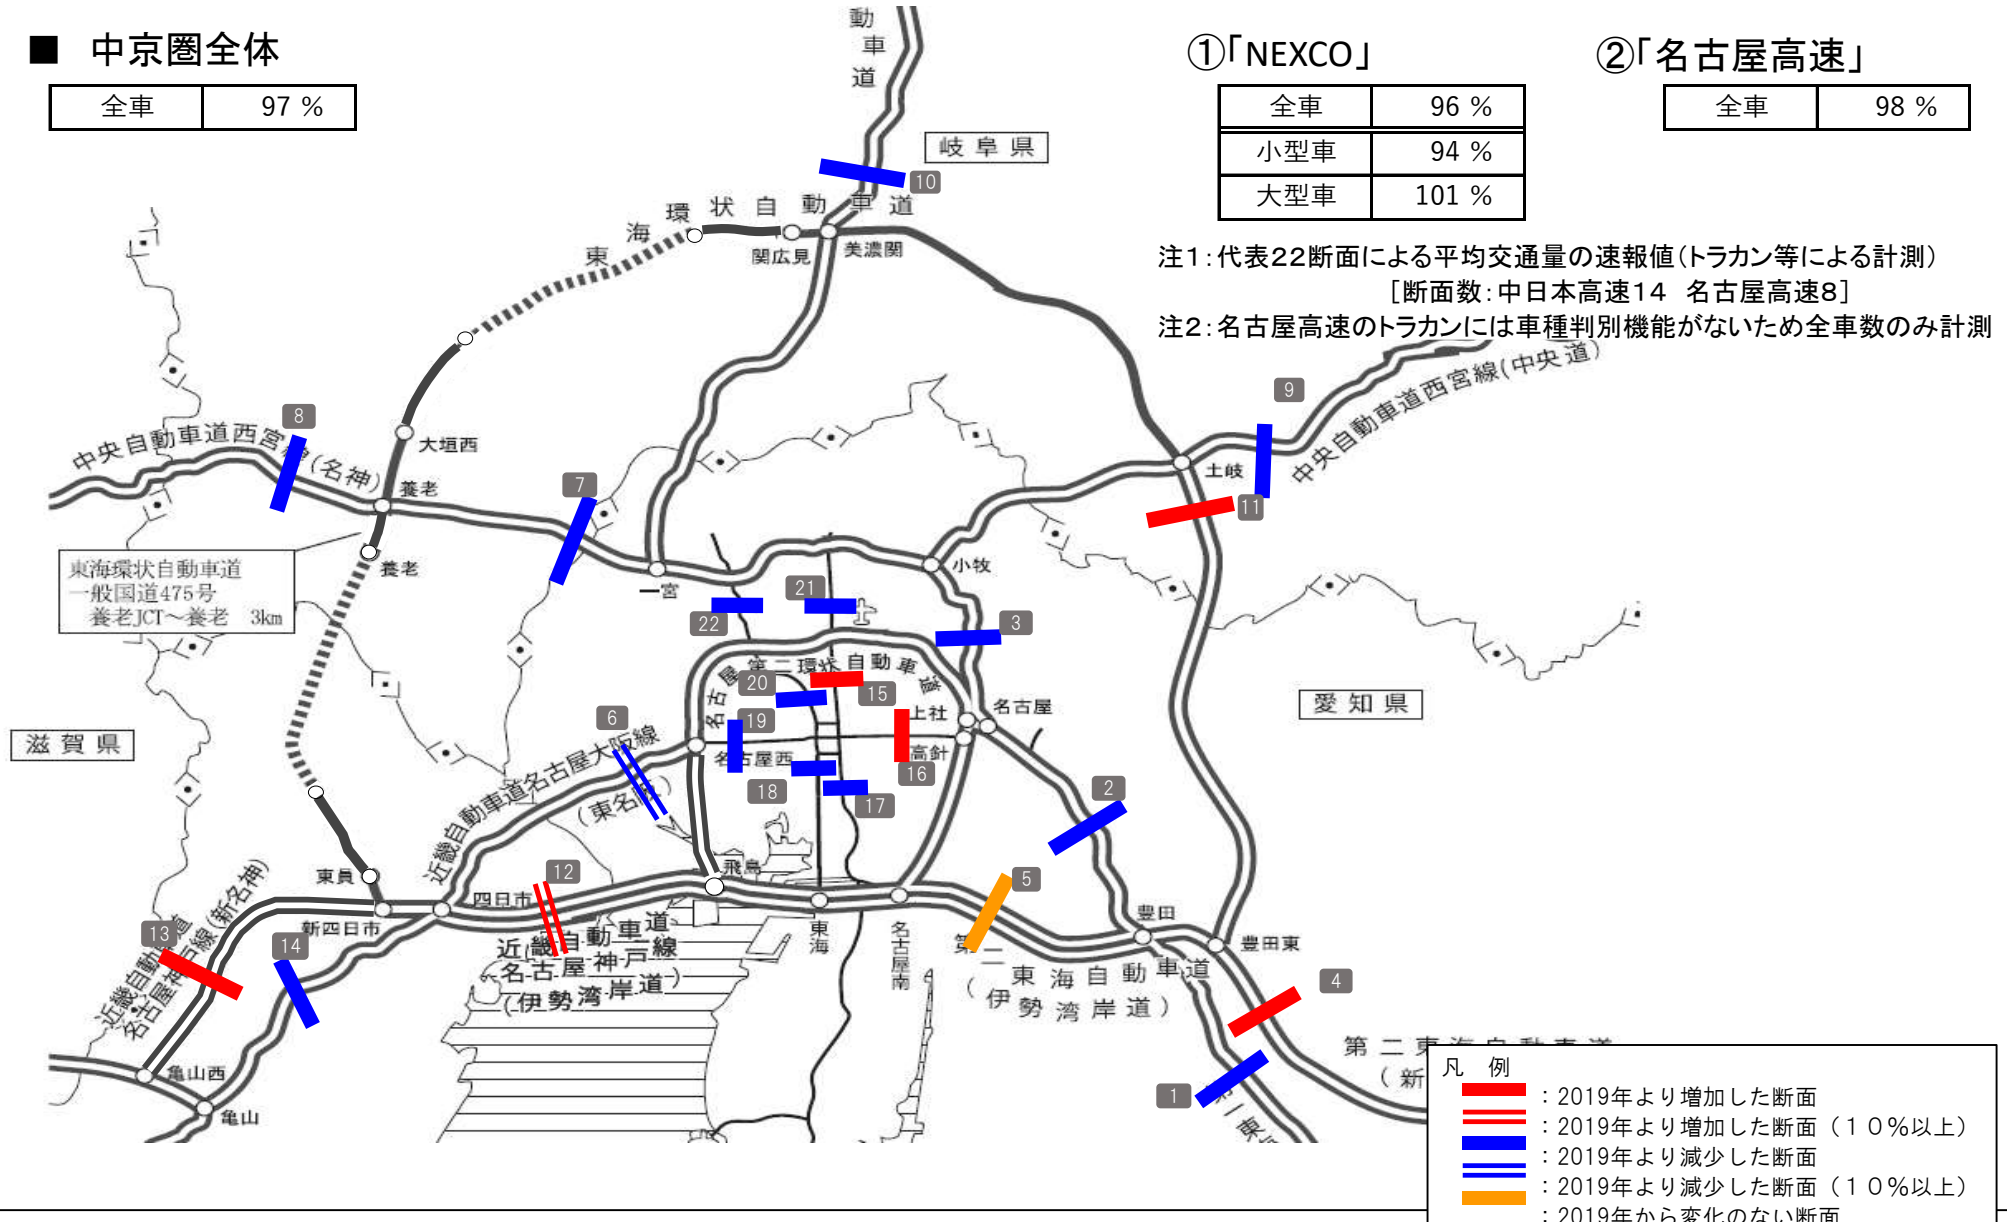 ■ 中京圏全体
全車 97 %
①「NEXCO」
全車 96 %
小型車 94 %
大型車 101 %
②「名古屋高速」
全車 98 %
注1：代表22断面による平均交通量の速報値（トラカン等による計測）
［断面数：中日本高速14 名古屋高速8］
注2：名古屋高速のトラカンには車種判別機能がないため全車数のみ計測
動車道
岐阜県
10
東海環状自動車道
関広見
美濃関
9
中央自動車道西宮線(中央道)
土岐
11
8
中央自動車道西宮線(名神)
大垣西
養老
7
養老
東海環状自動車道
一般国道475号
養老JCT～養老 3km
一宮
小牧
21
22
3
名古屋第二環状自動車道
20
15
19
上社
名古屋
愛知県
滋賀県
6
近畿自動車道名古屋大阪線
(東名阪)
名古屋西
高針
16
18
17
2
飛島
東員
12
5
四日市
新四日市
東海
名古屋南
豊田
豊田東
13
14
近畿自動車道
名古屋神戸線
(伊勢湾岸道)
近畿自動車道
名古屋神戸線(新名神)
第二東海自動車道
(伊勢湾岸道)
4
1
亀山西
亀山
第二東海自動車道
(新
第一東
凡 例
：2019年より増加した断面
：2019年より増加した断面（１０%以上）
：2019年より減少した断面
：2019年より減少した断面（１０%以上）
：2019年から変化のない断面